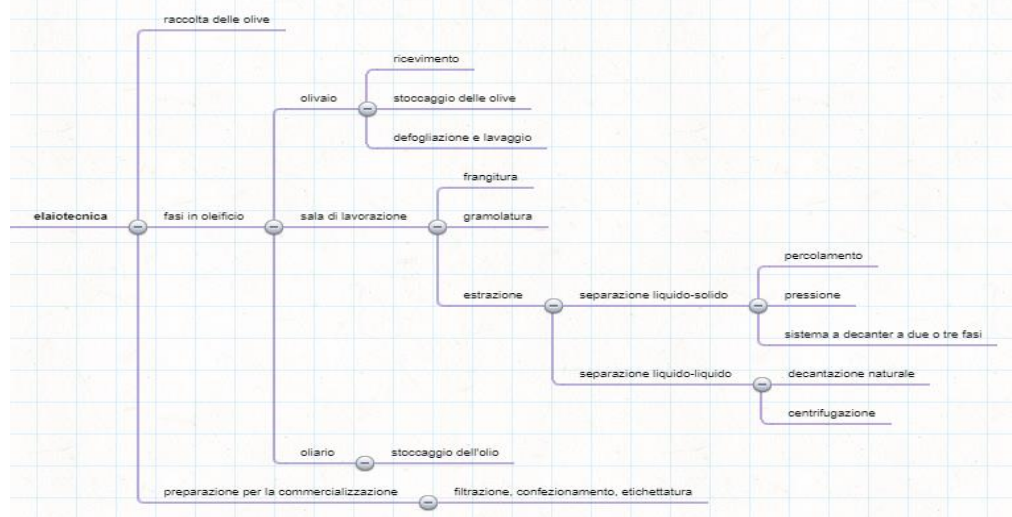 raccolta delle olive
ricevimento
olivaio
stoccaggio delle olive
defogliazione e lavaggio
frangitura
elaiotecnica
fasi in oleificio
sala di lavorazione
gramolatura
percolamento
estrazione
separazione liquido-solido
pressione
sistema a decanter a due o tre fasi
separazione liquido-liquido
decantazione naturale
centrifugazione
oliario
stoccaggio dell'olio
preparazione per la commercializzazione
filtrazione, confezionamento, etichettatura